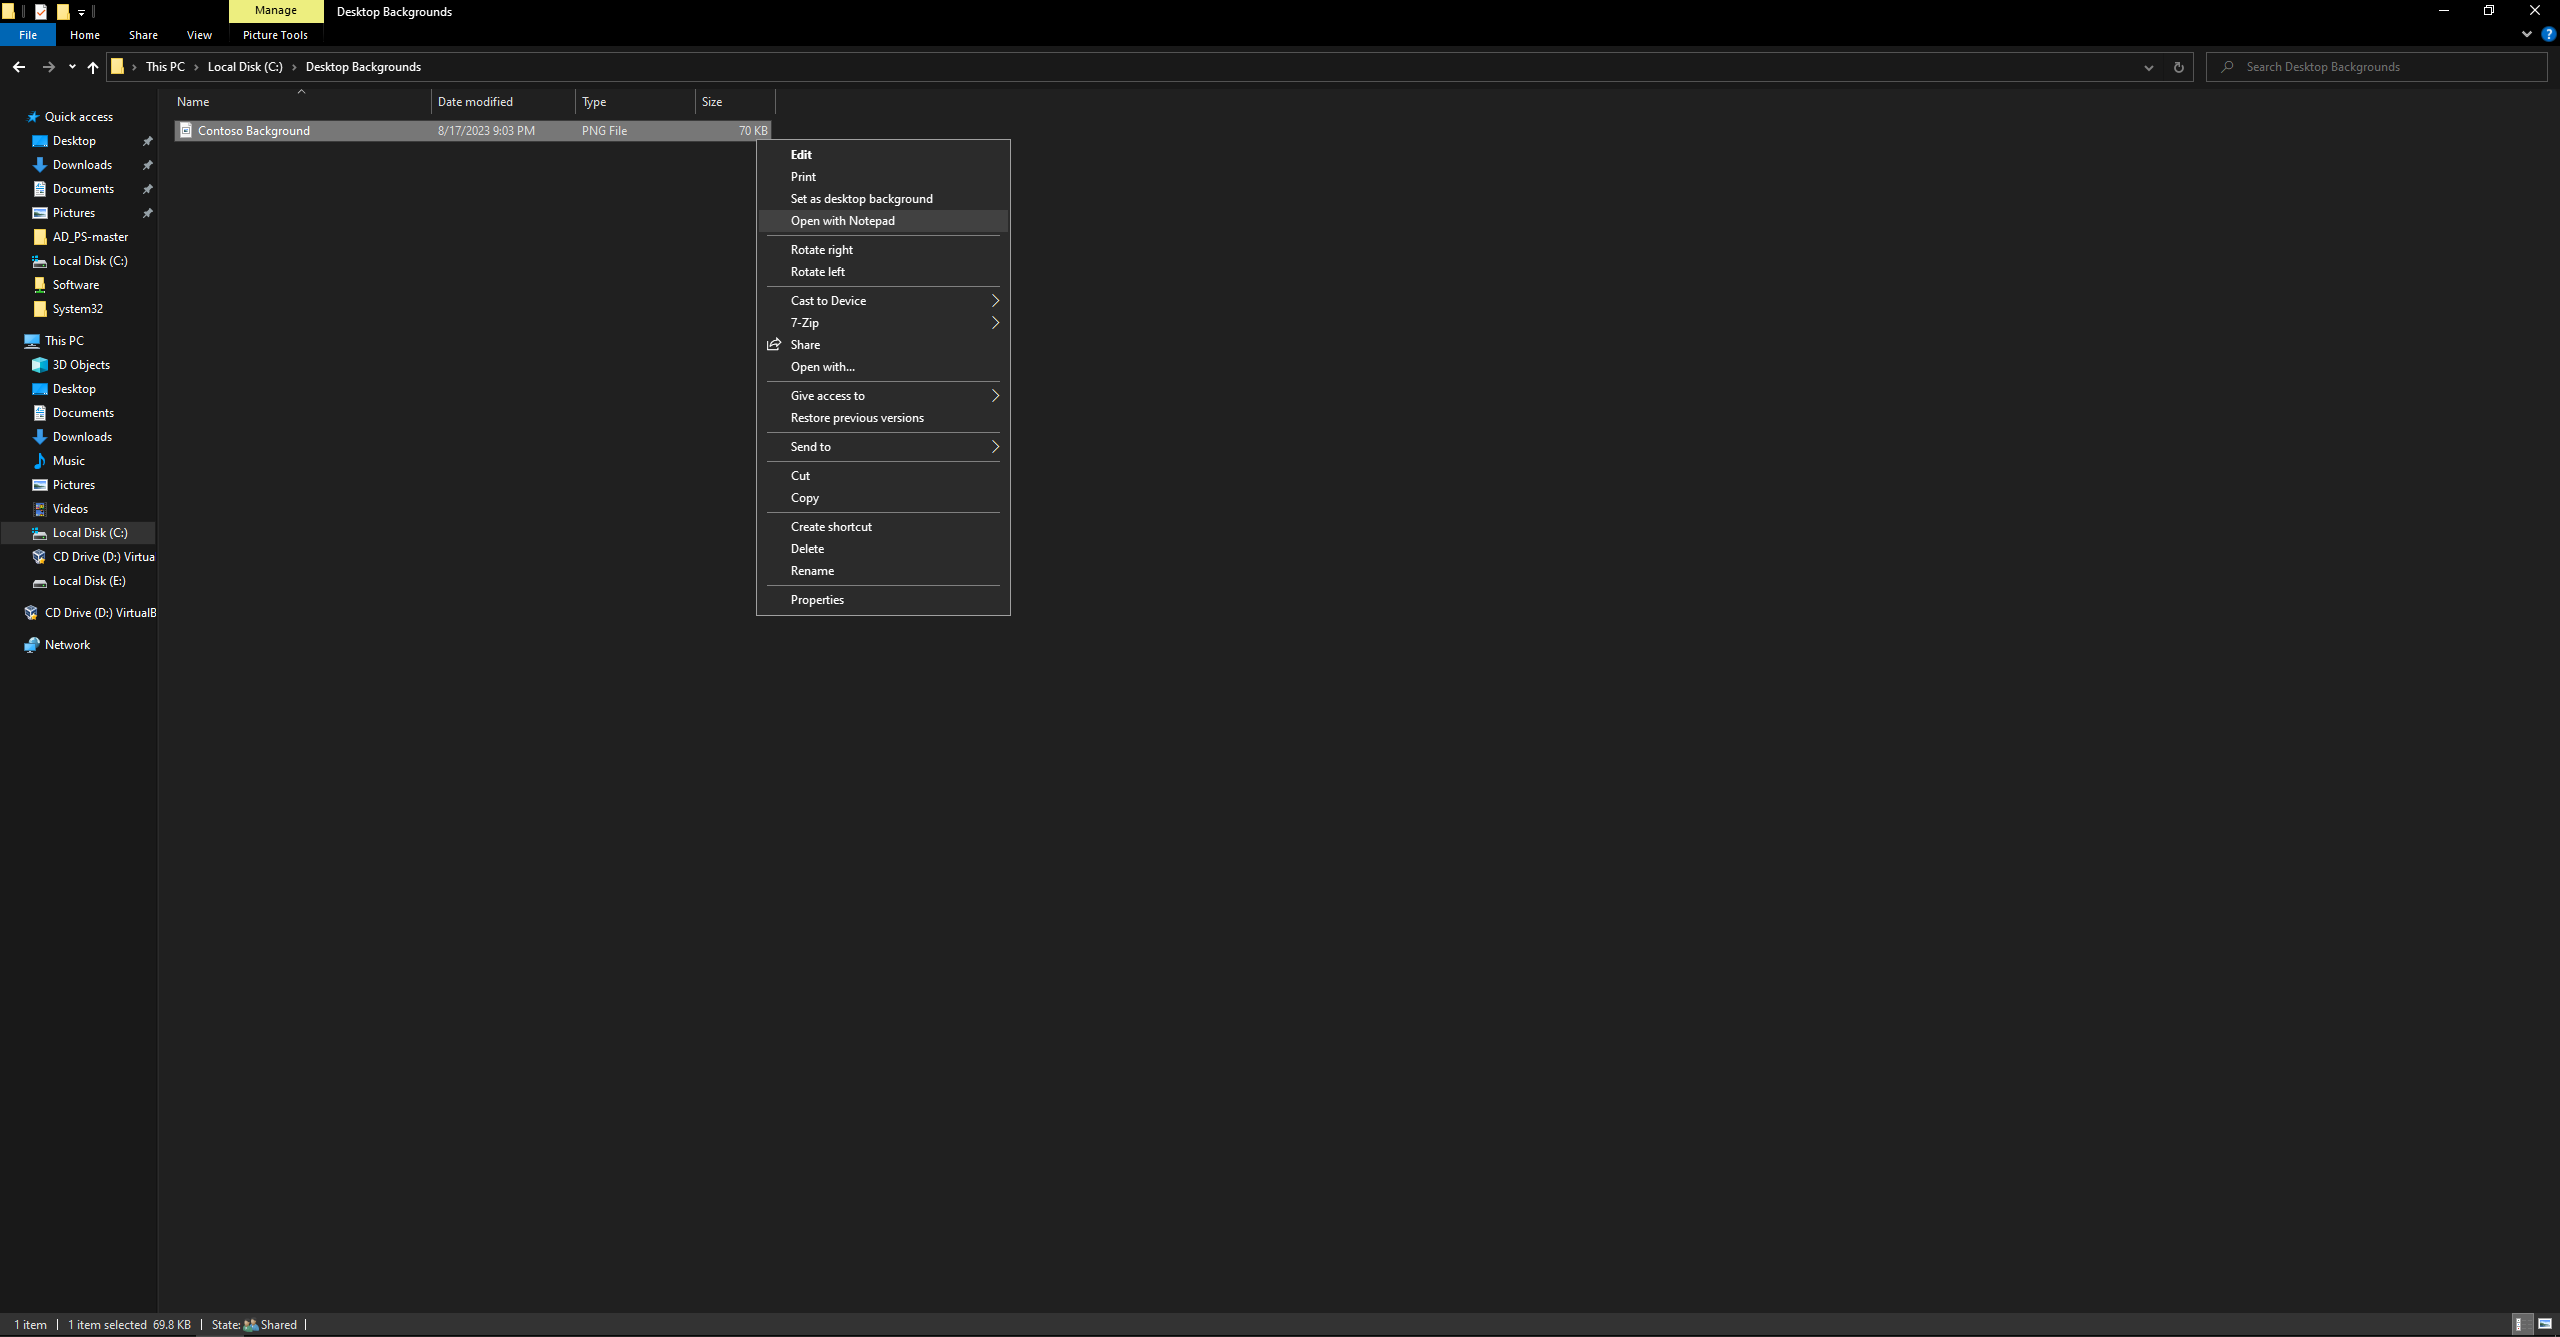 Manage
Desktop Backgrounds
File
Home
Share
View
Picture Tools
This PC
Local Disk (C:)
Desktop Backgrounds
Search Desktop Backgrounds
Name
Date modified
Type
Size
Quick access
Desktop
Downloads
Documents
Pictures
AD_PS-master
Local Disk (C:)
Software
System32
This PC
3D Objects
Desktop
Documents
Downloads
Music
Pictures
Videos
Local Disk (C:)
CD Drive (D:) Virtua
Local Disk (E:)
CD Drive (D:) VirtualB
Network
Contoso Background
8/17/2023 9:03 PM
PNG File
70 KB
Edit
Print
Set as desktop background
Open with Notepad
Rotate right
Rotate left
Cast to Device
7-Zip
Share
Open with...
Give access to
Restore previous versions
Send to
Cut
Copy
Create shortcut
Delete
Rename
Properties
1 item
1 item selected 69.8 KB
State: Shared